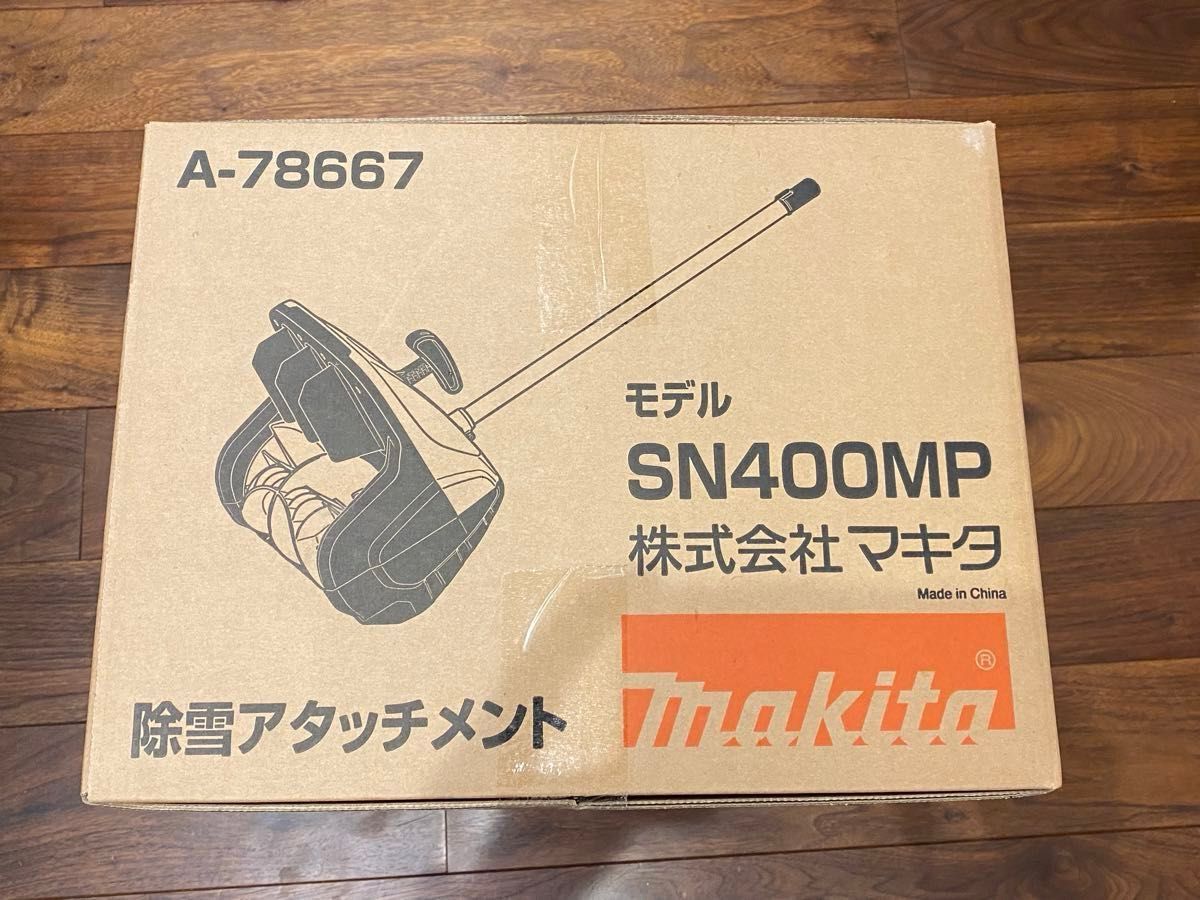 A-78667
モデル
SN400MP
株式会社マキタ
Made in China
makita®
除雪アタッチメント